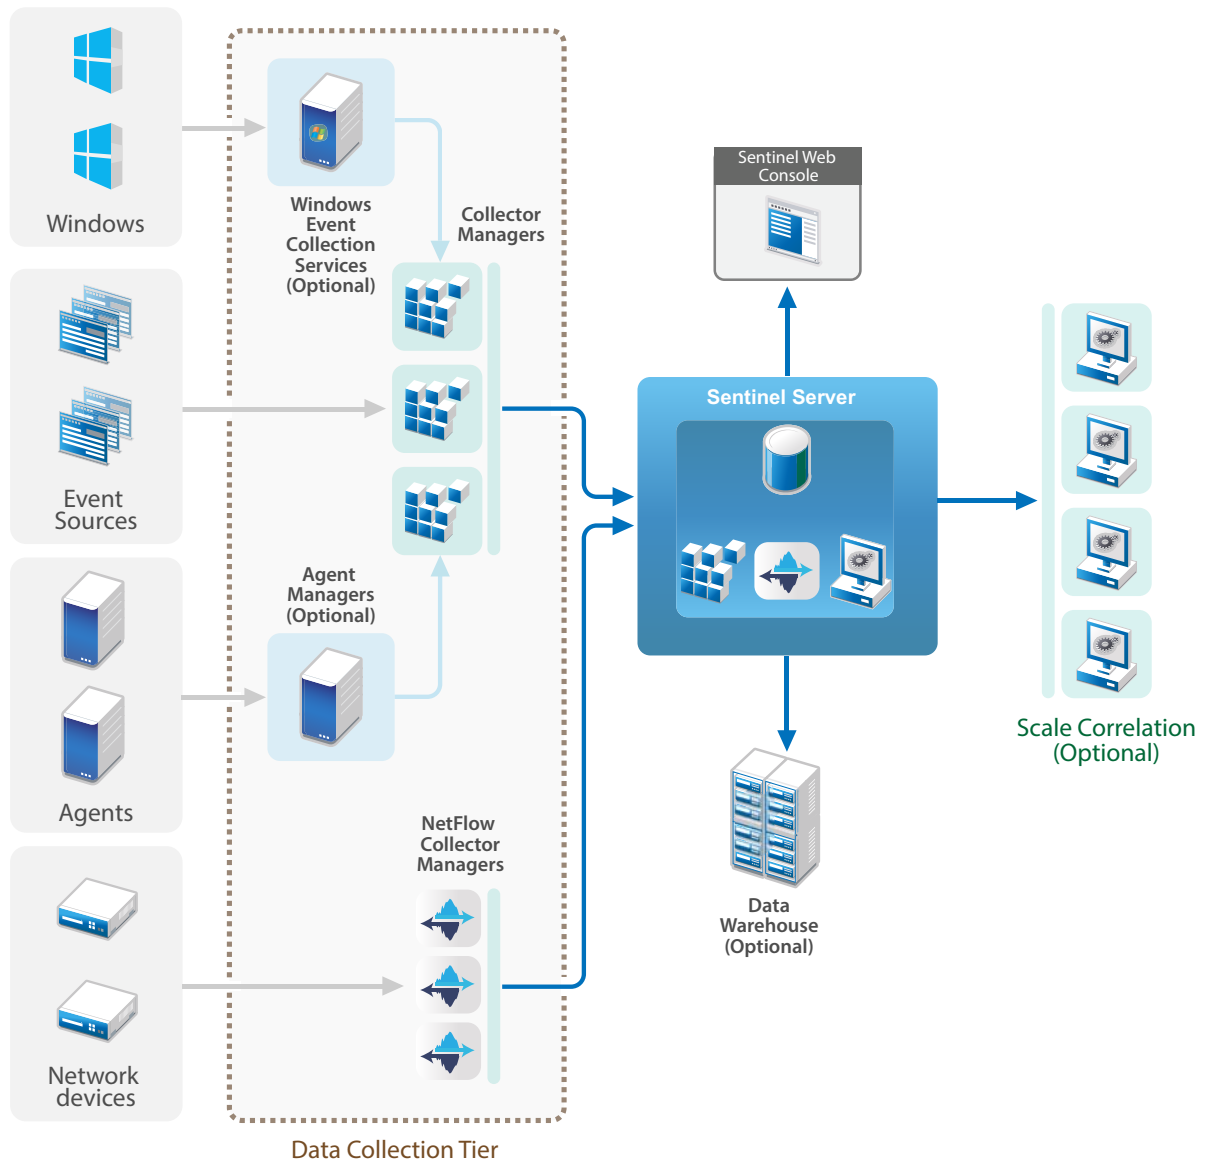 Windows
Event
Sources
Agents
Network
devices
Windows
Event
Collection
Services
(Optional)
Collector
Managers
Agent
Managers
(Optional)
NetFlow
Collector
Managers
Data Collection Tier
Sentinel Web
Console
Sentinel Server
Data
Warehouse
(Optional)
Scale Correlation
(Optional)